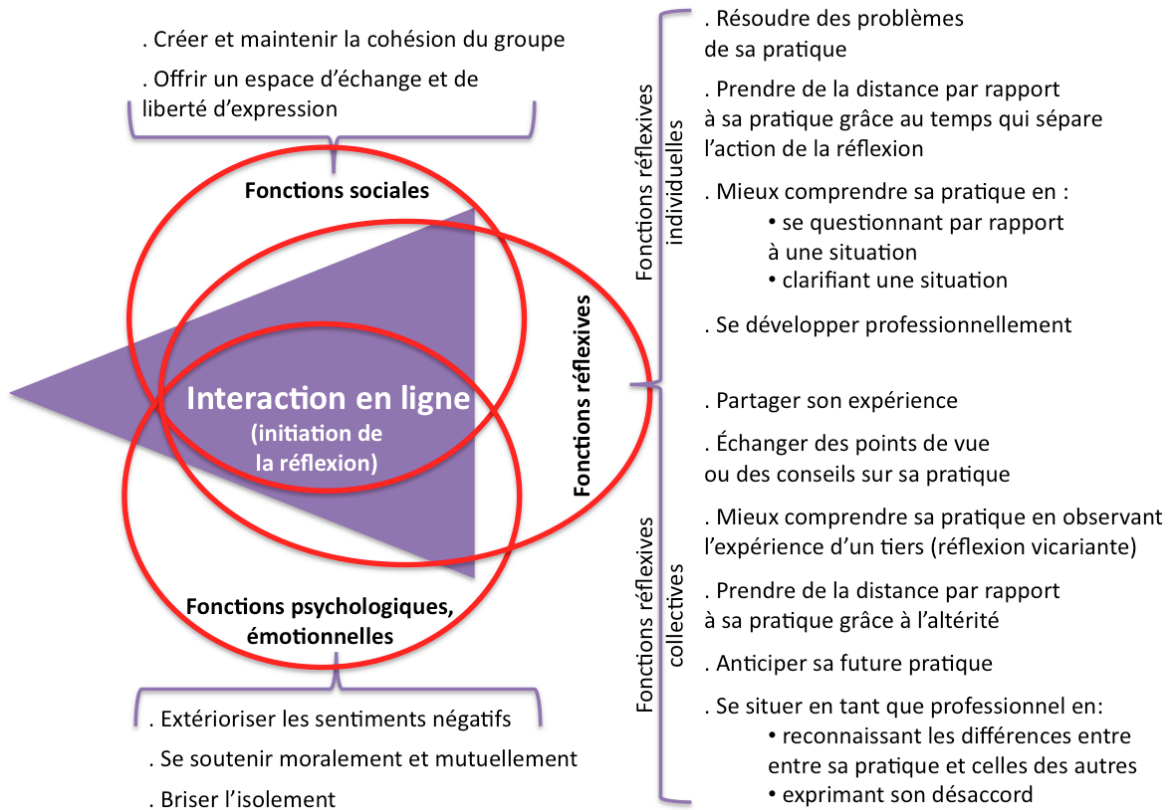 . Créer et maintenir la cohésion du groupe
. Offrir un espace d'échange et de
liberté d'expression
Fonctions sociales
Interaction en ligne
(initiation de
la réflexion)
Fonctions réflexives
Fonctions psychologiques,
émotionnelles
. Extérioriser les sentiments négatifs
. Se soutenir moralement et mutuellement
. Briser l'isolement
Fonctions réflexives
individuelles
. Résoudre des problèmes
de sa pratique
. Prendre de la distance par rapport
à sa pratique grâce au temps qui sépare
l'action de la réflexion
. Mieux comprendre sa pratique en :
• se questionnant par rapport
à une situation
• clarifiant une situation
. Se développer professionnellement
Fonctions réflexives
collectives
. Partager son expérience
. Échanger des points de vue
ou des conseils sur sa pratique
. Mieux comprendre sa pratique en observant
l'expérience d'un tiers (réflexion vicariante)
. Prendre de la distance par rapport
à sa pratique grâce à l'altérité
. Anticiper sa future pratique
. Se situer en tant que professionnel en:
• reconnaissant les différences entre
entre sa pratique et celles des autres
• exprimant son désaccord